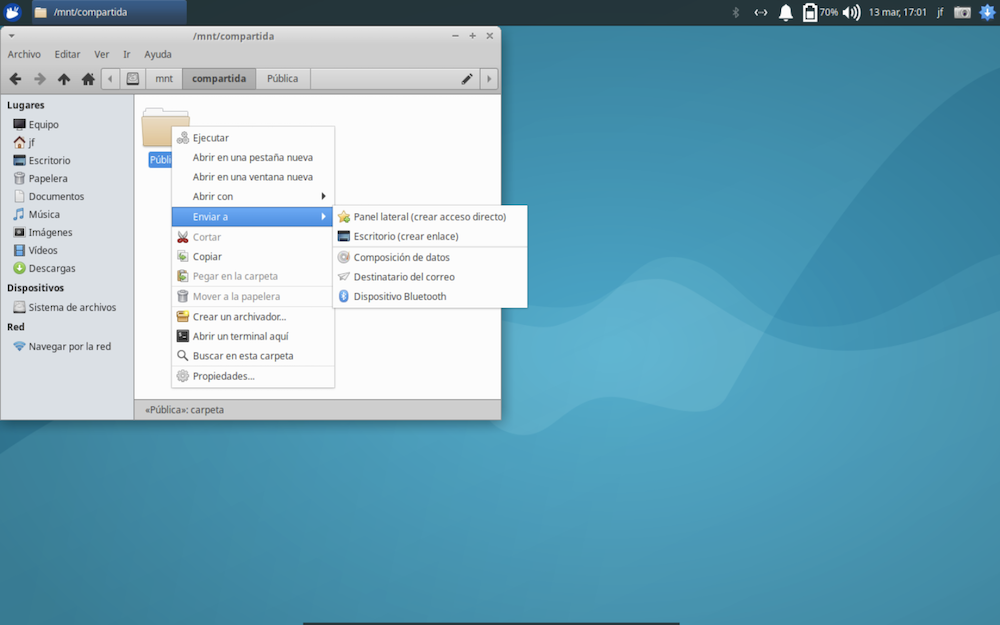 /mnt/compartida
70%
13 mar, 17:01
jf
/mnt/compartida
Archivo Editar Ver Ir Ayuda
mnt compartida Pública
Lugares
Equipo
jf
Escritorio
Papelera
Documentos
Música
Imágenes
Vídeos
Descargas
Dispositivos
Sistema de archivos
Red
Navegar por la red
Públi
Ejecutar
Abrir en una pestaña nueva
Abrir en una ventana nueva
Abrir con
Enviar a
Cortar
Copiar
Pegar en la carpeta
Mover a la papelera
Crear un archivador...
Abrir un terminal aquí
Buscar en esta carpeta
Propiedades...
Panel lateral (crear acceso directo)
Escritorio (crear enlace)
Composición de datos
Destinatario del correo
Dispositivo Bluetooth
«Pública»: carpeta